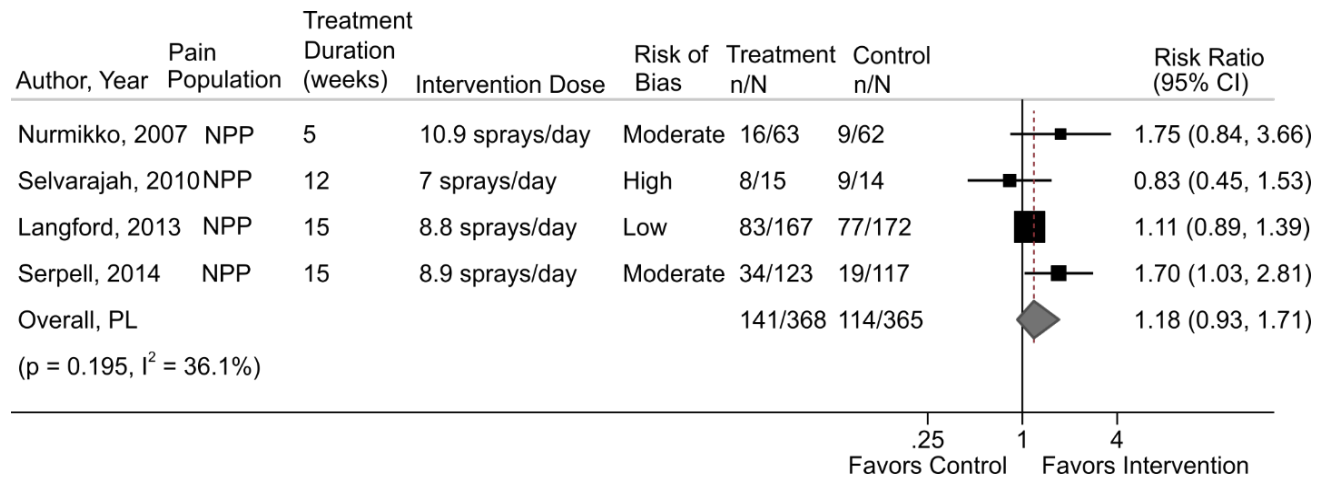 Author, Year Pain Population Treatment Duration (weeks) Intervention Dose Risk of Bias Treatment n/N Control n/N Risk Ratio (95% CI)
Nurmikko, 2007 NPP 5 10.9 sprays/day Moderate 16/63 9/62 1.75 (0.84, 3.66)
Selvarajah, 2010 NPP 12 7 sprays/day High 8/15 9/14 0.83 (0.45, 1.53)
Langford, 2013 NPP 15 8.8 sprays/day Low 83/167 77/172 1.11 (0.89, 1.39)
Serpell, 2014 NPP 15 8.9 sprays/day Moderate 34/123 19/117 1.70 (1.03, 2.81)
Overall, PL 141/368 114/365 1.18 (0.93, 1.71)
(p = 0.195, I² = 36.1%)
.25 1 4
Favors Control Favors Intervention